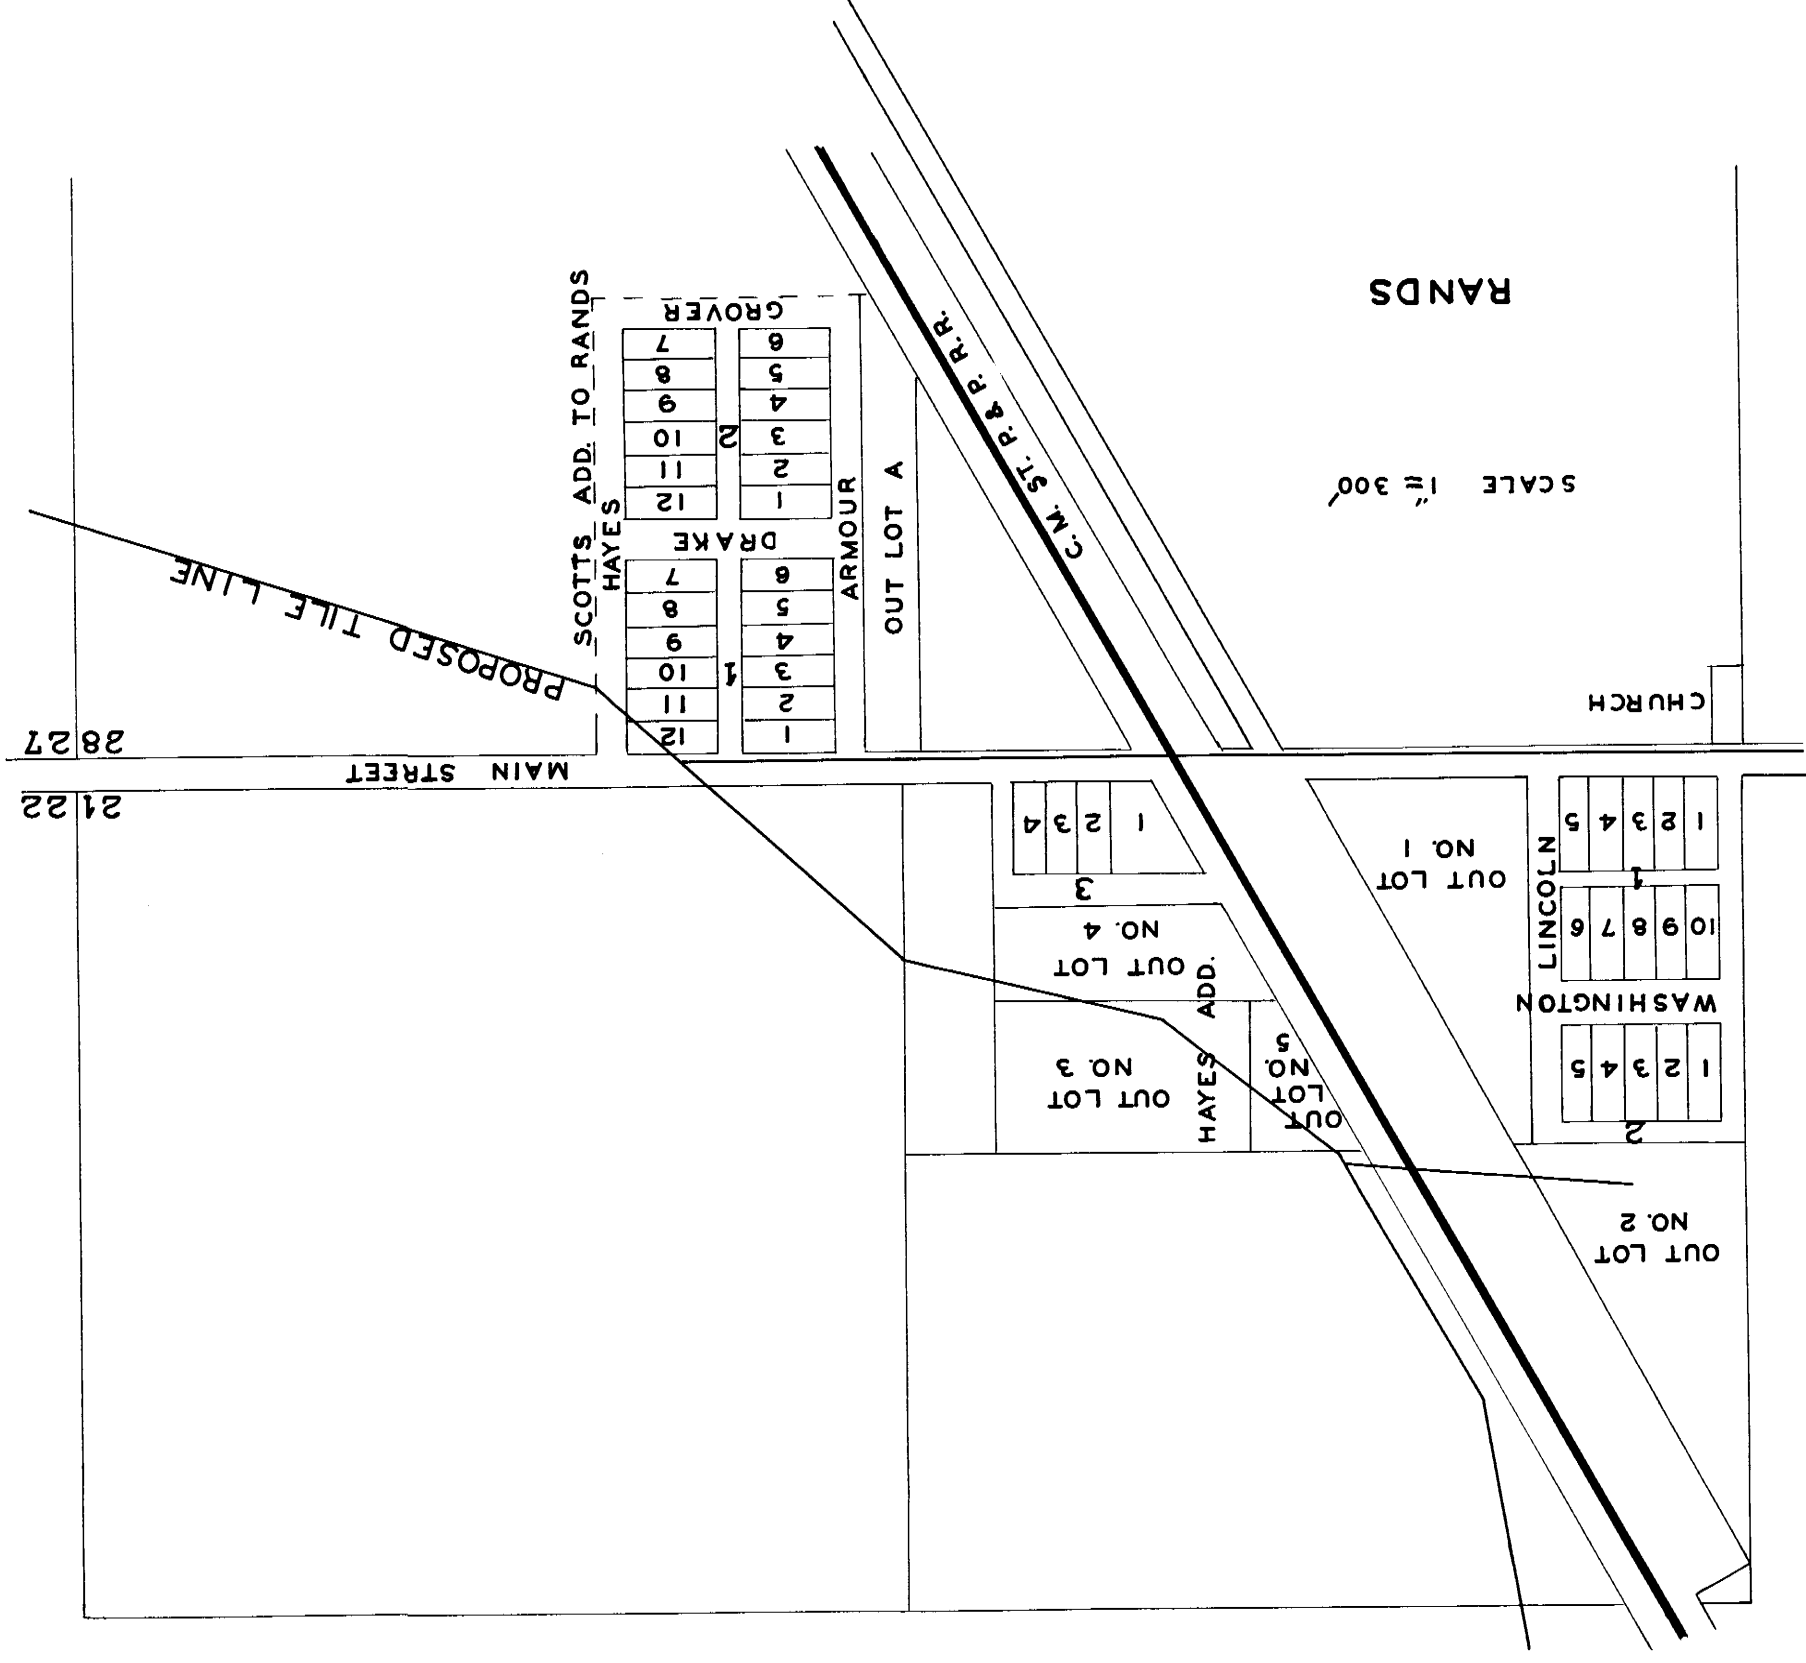 OUT LOT
NO. 2
2
1 2 3 4 5
WASHINGTON
10 9 8 7 6
1
1 2 3 4 5
LINCOLN
OUT LOT
NO. 1
OUT
LOT
NO.
5
HAYES ADD.
OUT LOT
NO. 3
OUT LOT
NO. 4
3
1 2 3 4
21 22
MAIN STREET
28 27
CHURCH
SCALE 1"= 300'
RANDS
C.M. ST. P. & P. R.R.
OUT LOT A
ARMOUR
1 12
2 11
3 1 10
4 9
5 8
6 7
DRAKE
1 12
2 11
3 2 10
4 9
5 8
6 7
GROVER
HAYES
SCOTTS ADD. TO RANDS
PROPOSED TILE LINE